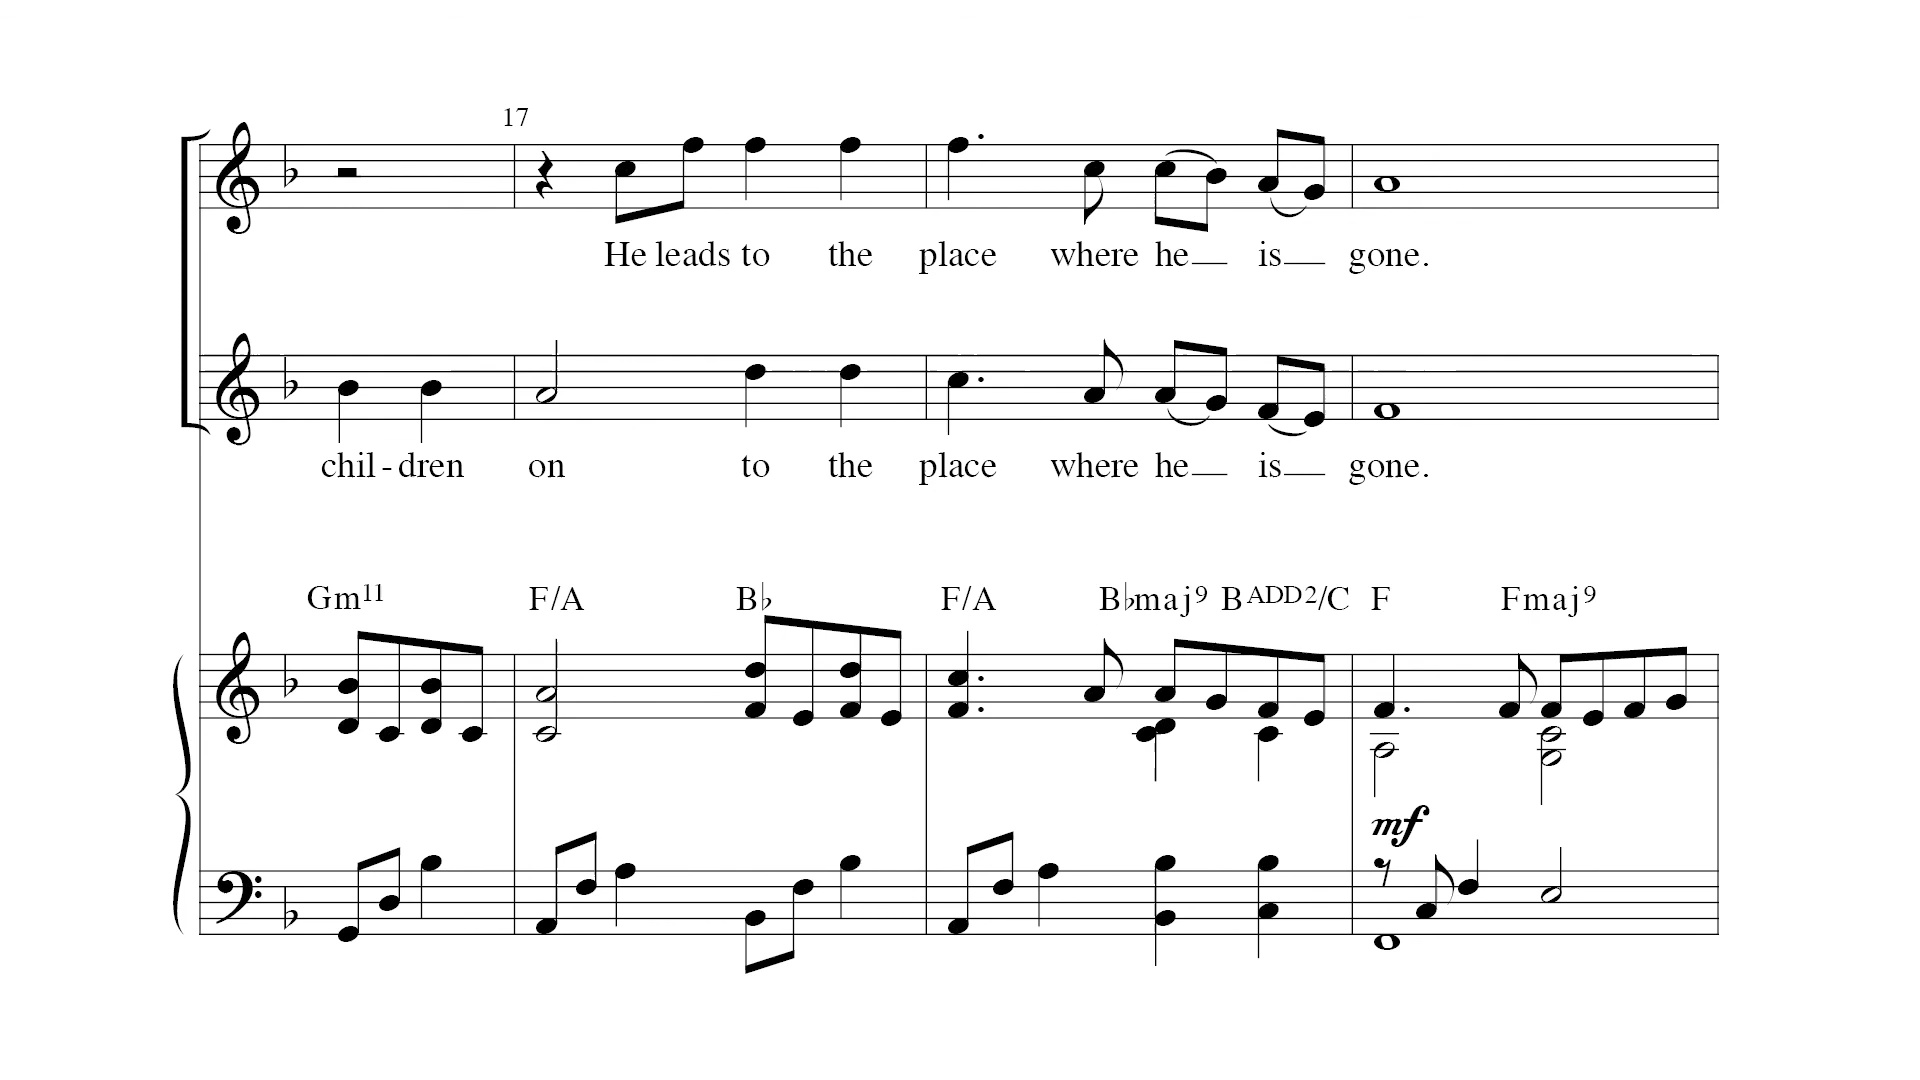 17
He leads to the place where he is gone.
chil - dren on to the place where he is gone.
Gm11 F/A B♭ F/A B♭maj9 BADD2/C F Fmaj9
mf